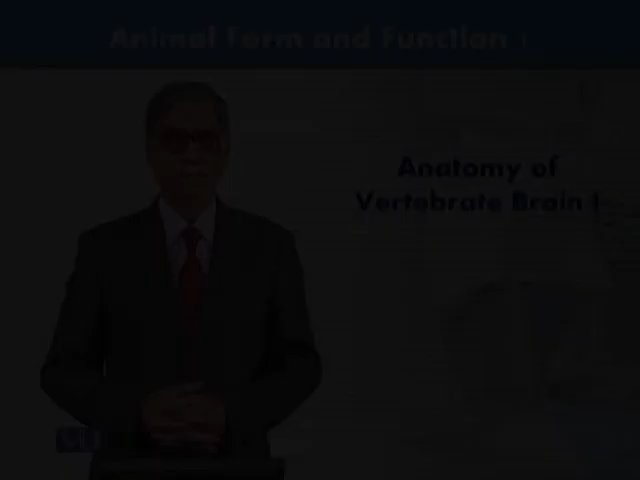 Animal Form and Function I
Anatomy of
Vertebrate Brain I